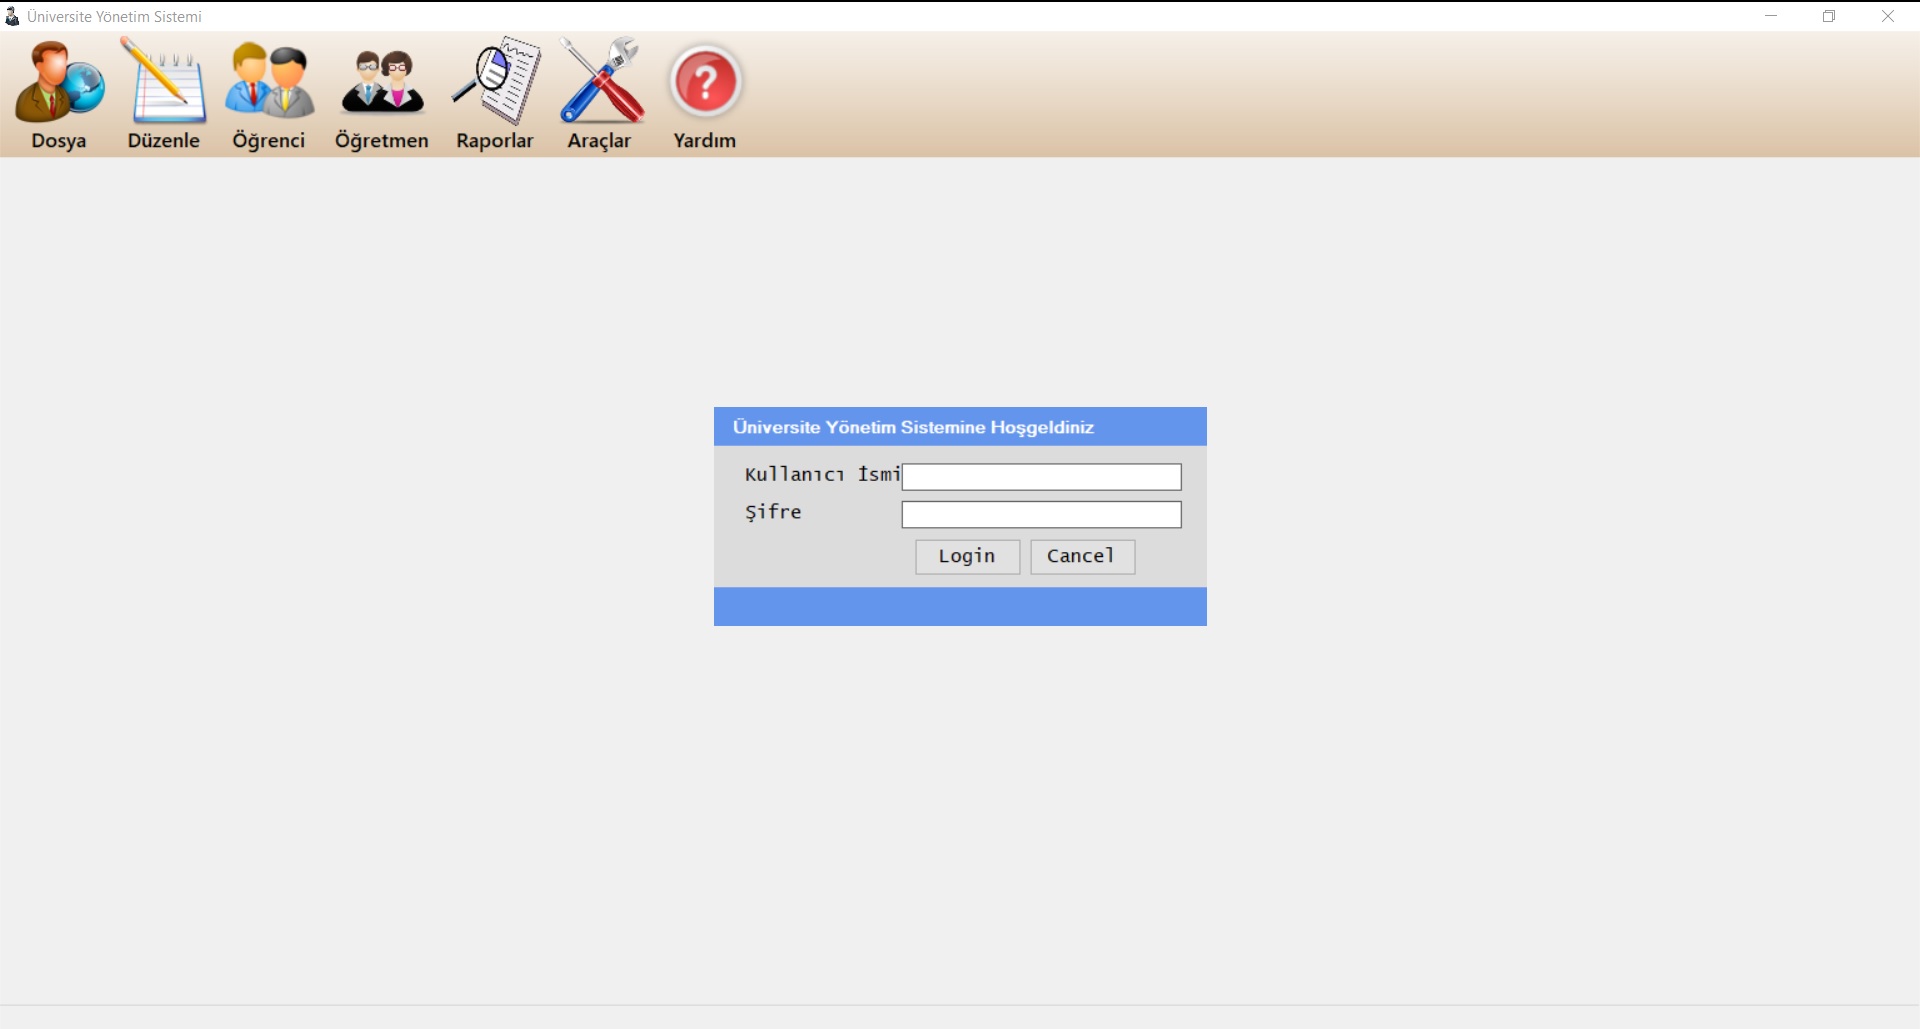 Üniversite Yönetim Sistemi
Dosya Düzenle Öğrenci Öğretmen Raporlar Araçlar Yardım
Üniversite Yönetim Sistemine Hoşgeldiniz
Kullanıcı İsmi
Şifre
Login Cancel